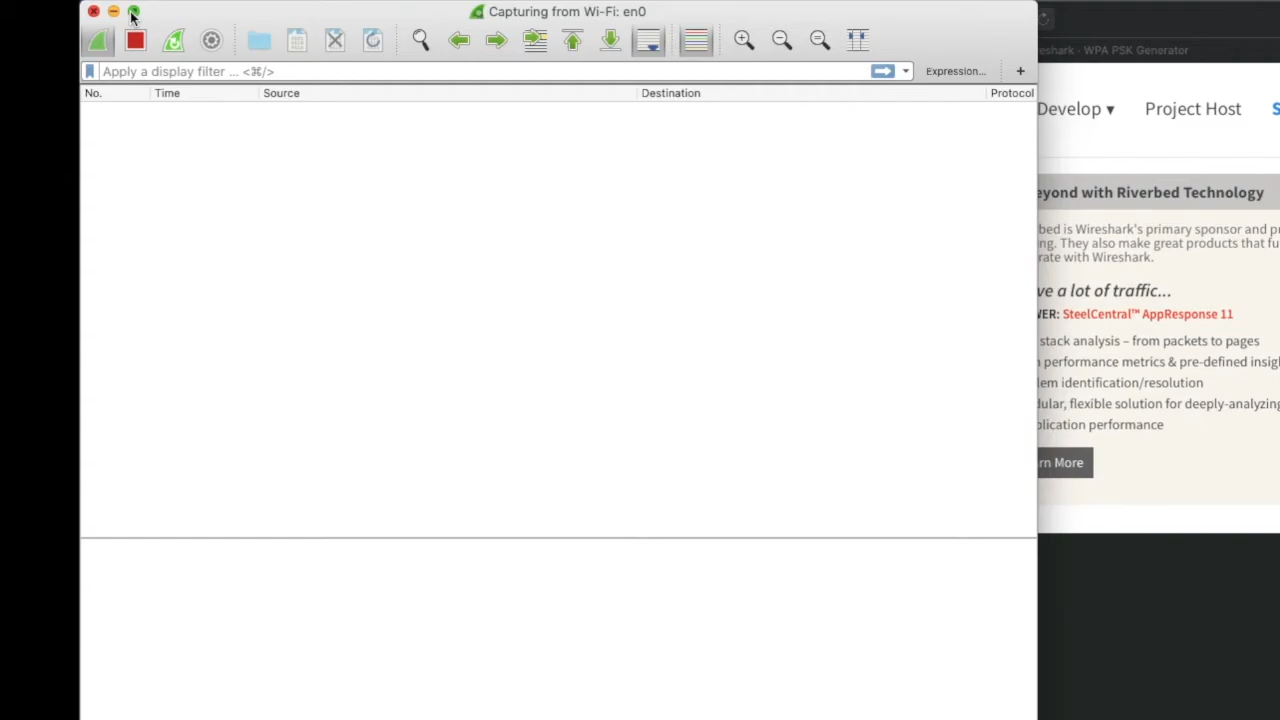 Capturing from Wi-Fi: en0
Apply a display filter ... <⌘/>
Expression...
+
No.
Time
Source
Destination
Protocol
eshark · WPA PSK Generator
Develop ▾
Project Host
S
eyond with Riverbed Technology
bed is Wireshark's primary sponsor and pr
ing. They also make great products that fu
rate with Wireshark.
ve a lot of traffic...
WER: SteelCentral™ AppResponse 11
stack analysis – from packets to pages
h performance metrics & pre-defined insigh
lem identification/resolution
dular, flexible solution for deeply-analyzing
plication performance
rn More